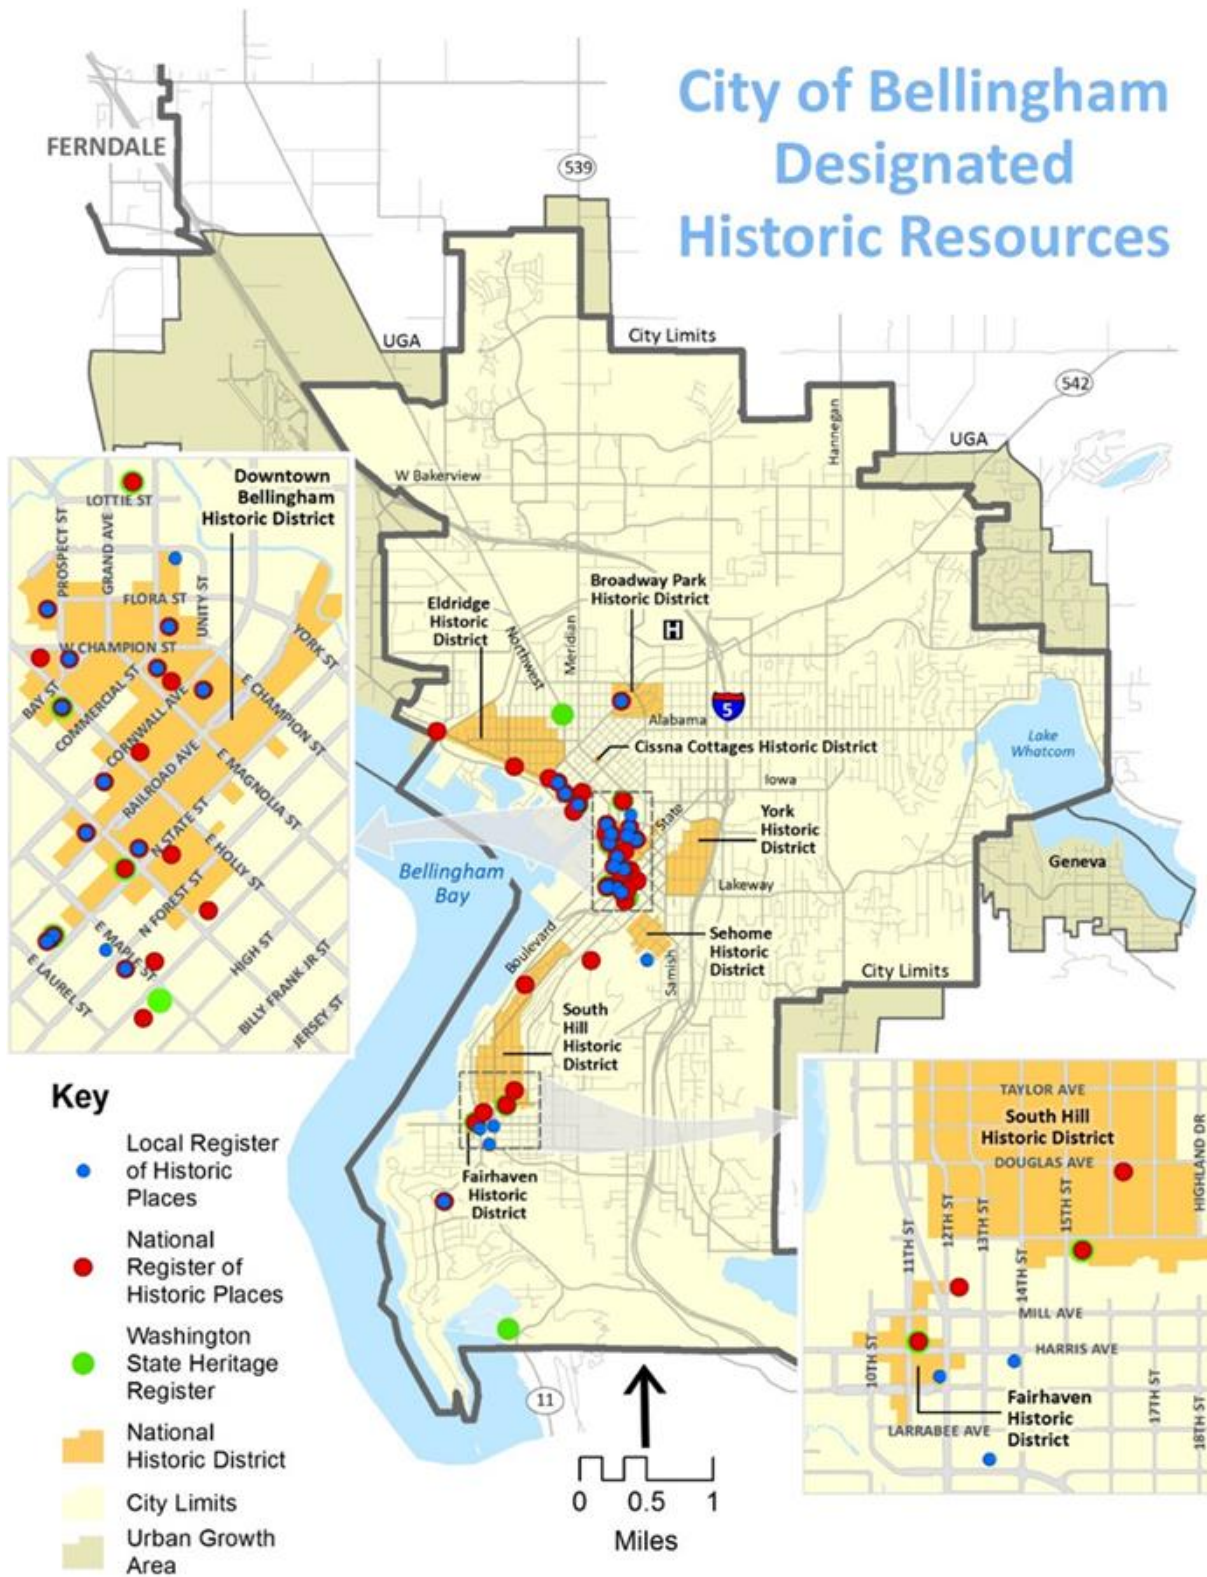 City of Bellingham
Designated
Historic Resources
FERNDALE
539
UGA
City Limits
542
Hannegan
UGA
W Bakerview
Downtown
Bellingham
Historic District
LOTTIE ST
PROSPECT ST
GRAND AVE
UNITY ST
FLORA ST
YORK ST
W CHAMPION ST
E CHAMPION ST
BAY ST
COMMERCIAL ST
CORNWALL AVE
RAILROAD AVE
E MAGNOLIA ST
N STATE ST
E HOLLY ST
N FOREST ST
E MAPLE ST
HIGH ST
E LAUREL ST
BILLY FRANK JR ST
JERSEY ST
Broadway Park
Historic District
H
Eldridge
Historic
District
Northwest
Meridian
5
Alabama
Cissna Cottages Historic District
Lake
Whatcom
Iowa
State
York
Historic
District
Geneva
Bellingham
Bay
Lakeway
Boulevard
Sehome
Historic
District
Samish
City Limits
South
Hill
Historic
District
Fairhaven
Historic
District
11
TAYLOR AVE
South Hill
Historic District
DOUGLAS AVE
HIGHLAND DR
11TH ST
12TH ST
13TH ST
14TH ST
15TH ST
MILL AVE
10TH ST
HARRIS AVE
17TH ST
18TH ST
Fairhaven
Historic
District
LARRABEE AVE
Key
Local Register
of Historic
Places
National
Register of
Historic Places
Washington
State Heritage
Register
National
Historic District
City Limits
Urban Growth
Area
0 0.5 1
Miles